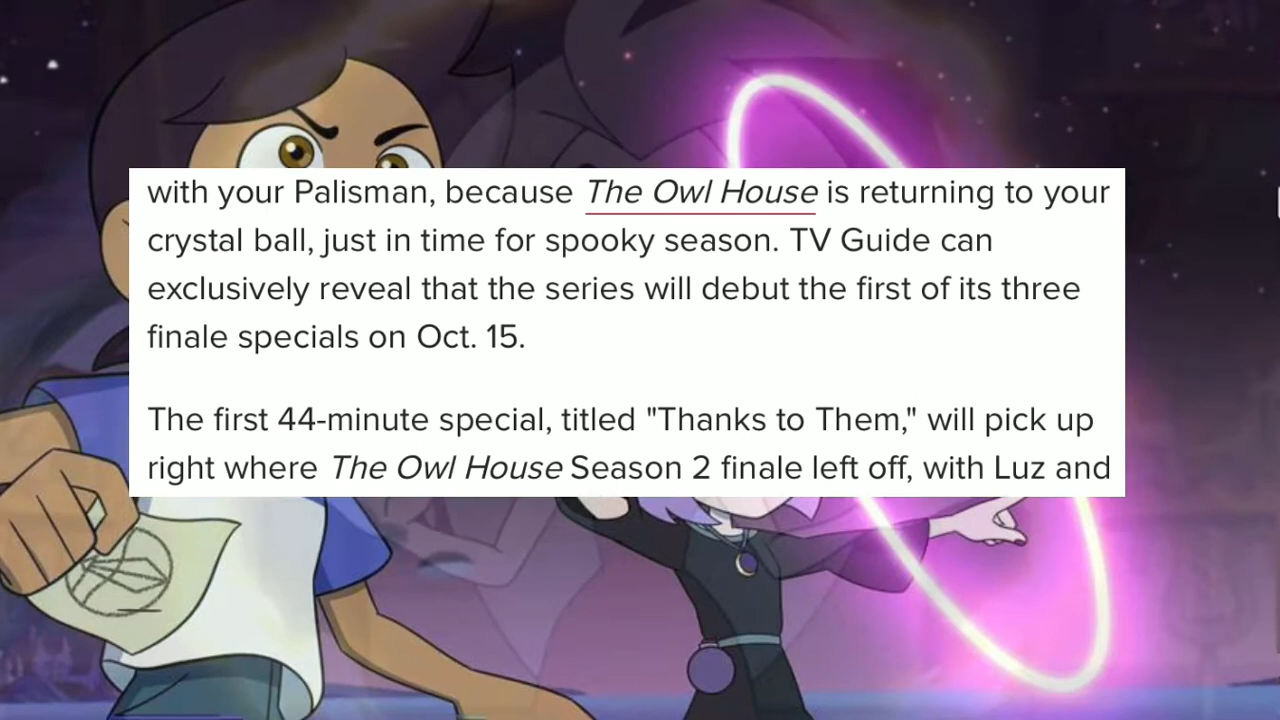 with your Palisman, because The Owl House is returning to your
crystal ball, just in time for spooky season. TV Guide can
exclusively reveal that the series will debut the first of its three
finale specials on Oct. 15.
The first 44-minute special, titled "Thanks to Them," will pick up
right where The Owl House Season 2 finale left off, with Luz and